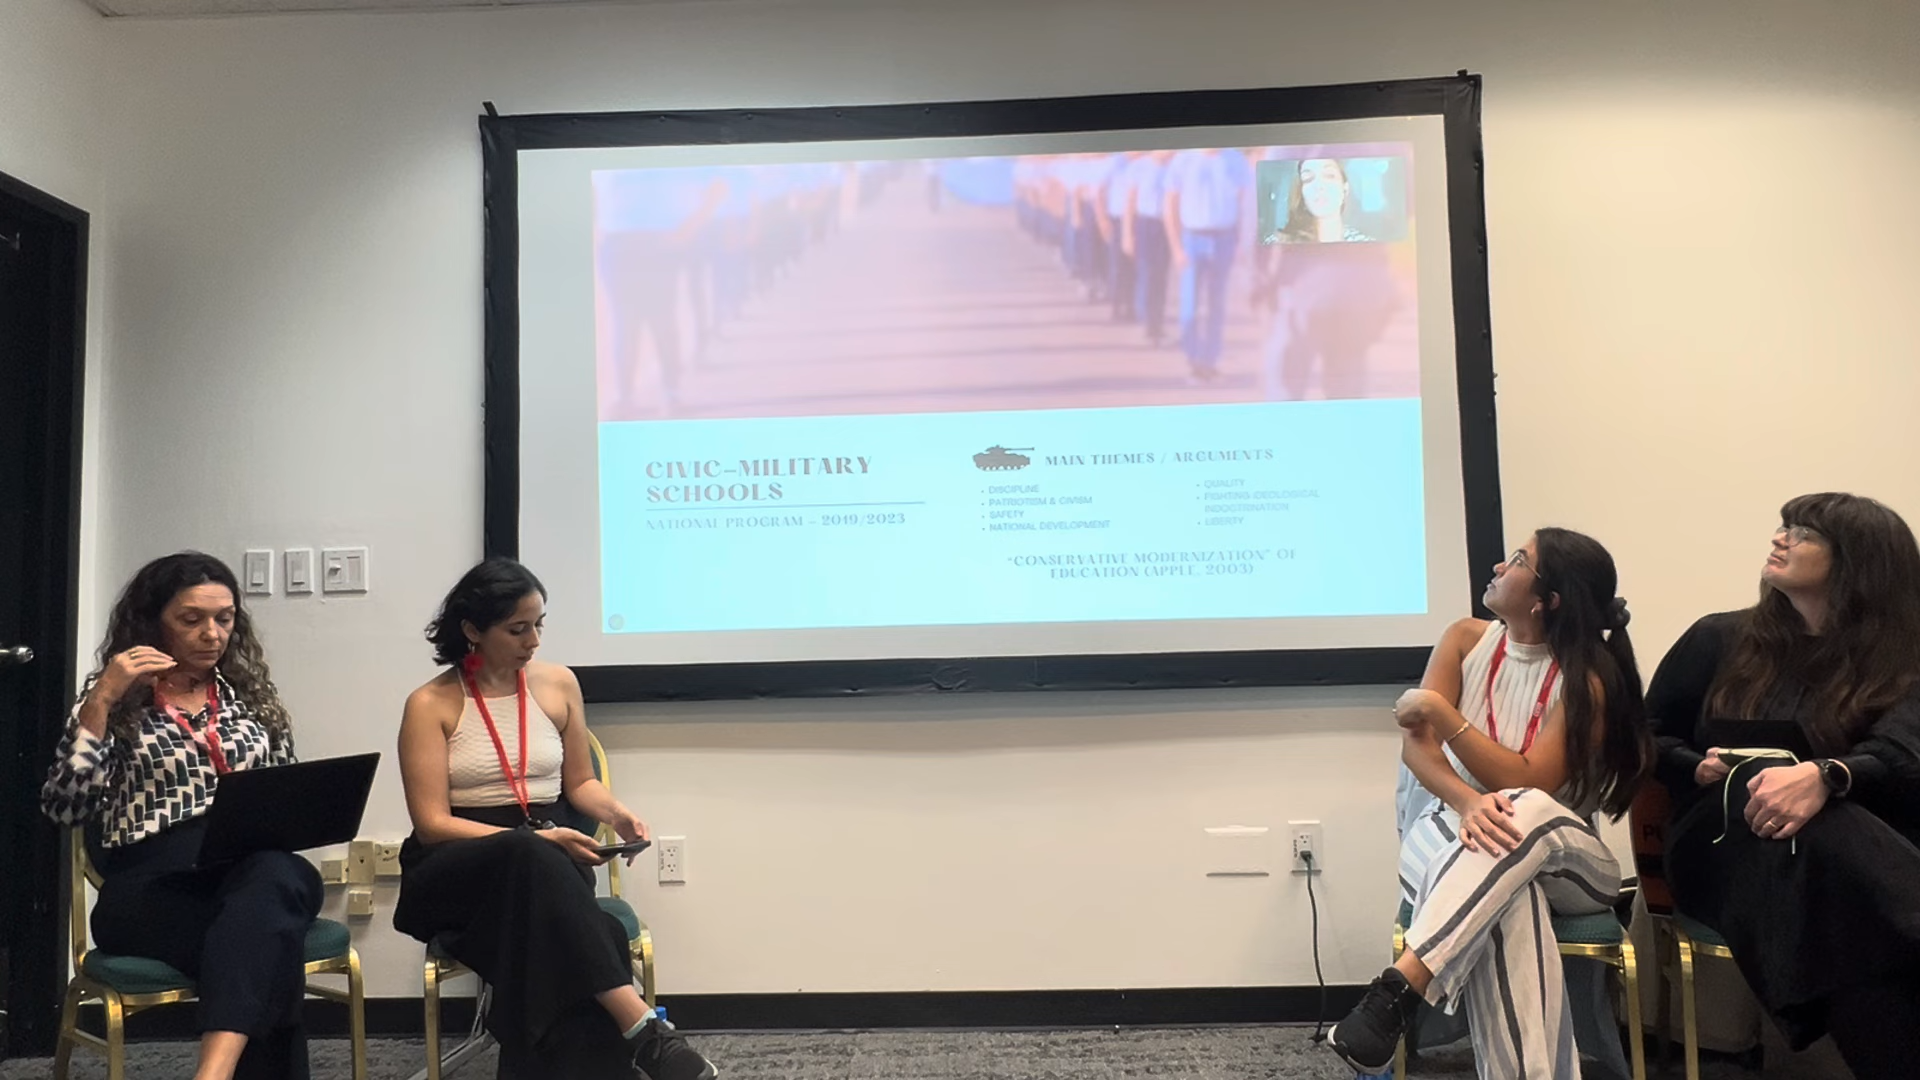 CIVIC–MILITARY
SCHOOLS
NATIONAL PROGRAM – 2019/2023
MAIN THEMES / ARGUMENTS
• DISCIPLINE
• PATRIOTISM & CIVISM
• SAFETY
• NATIONAL DEVELOPMENT
• QUALITY
• FIGHTING IDEOLOGICAL
INDOCTRINATION
• LIBERTY
"CONSERVATIVE MODERNIZATION" OF
EDUCATION (APPLE, 2003)